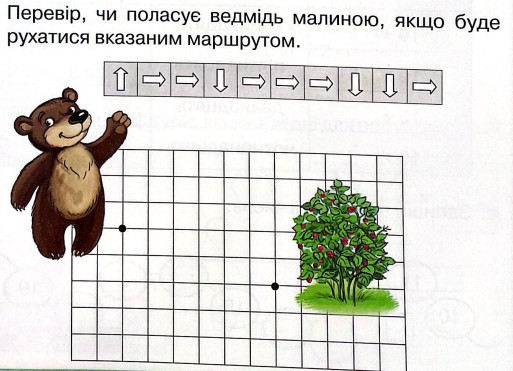 Перевір, чи поласує ведмідь малиною, якщо буде
рухатися вказаним маршрутом.